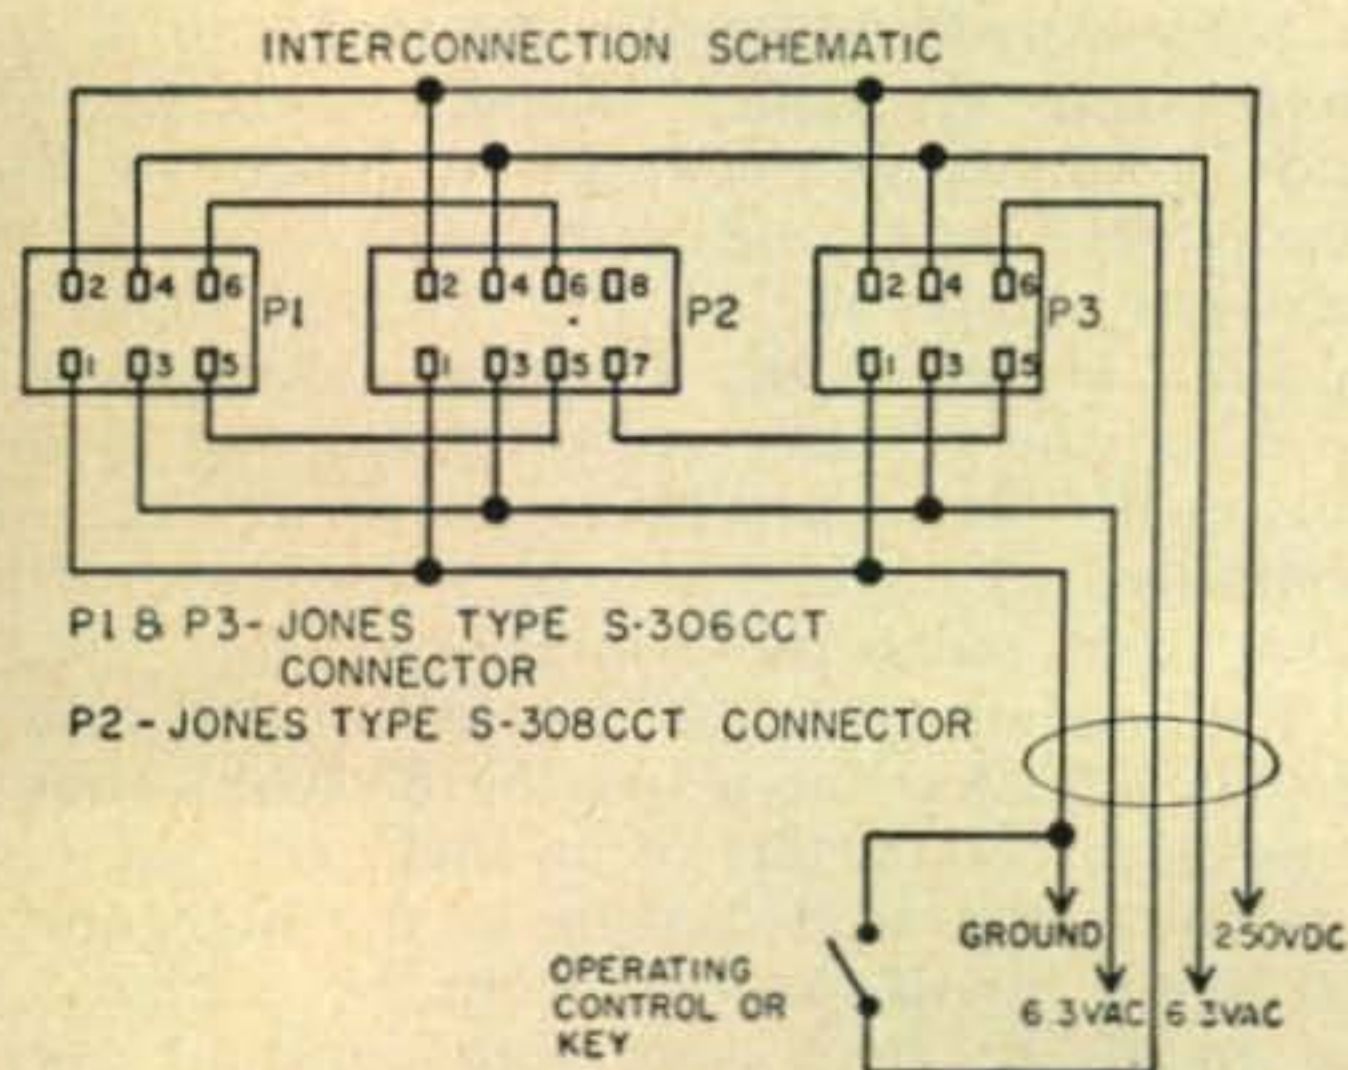 INTERCONNECTION SCHEMATIC
2 4 6 P1
1 3 5
2 4 6 8 P2
1 3 5 7
2 4 6 P3
1 3 5
P1 & P3-JONES TYPE S-306CCT
CONNECTOR
P2-JONES TYPE S-308CCT CONNECTOR
GROUND
250VDC
6 3VAC
6 3VAC
OPERATING
CONTROL OR
KEY